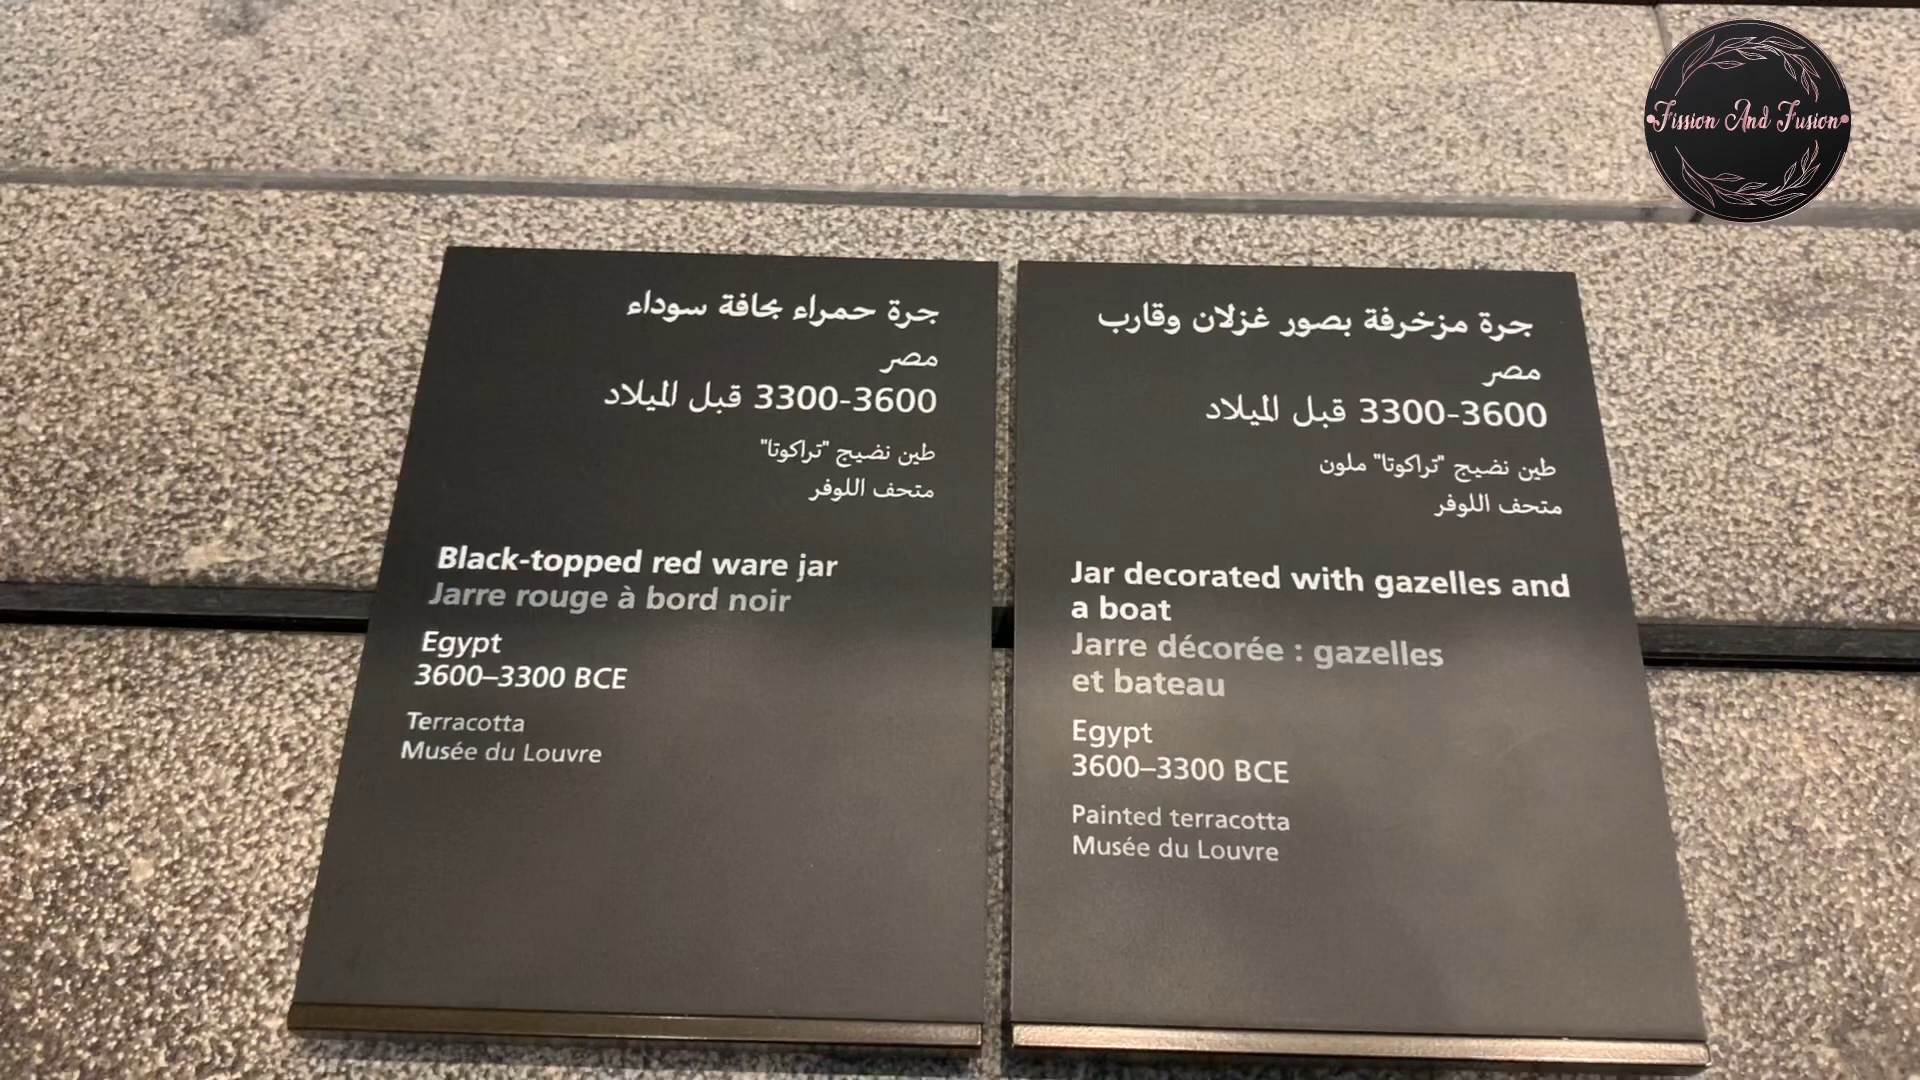 جرة حمراء بحافة سوداء
مصر
3300-3600 قبل الميلاد
طين نضيج "تراكوتا"
متحف اللوفر
Black-topped red ware jar
Jarre rouge à bord noir
Egypt
3600–3300 BCE
Terracotta
Musée du Louvre
جرة مزخرفة بصور غزلان وقارب
مصر
3300-3600 قبل الميلاد
طين نضيج "تراكوتا" ملون
متحف اللوفر
Jar decorated with gazelles and
a boat
Jarre décorée : gazelles
et bateau
Egypt
3600–3300 BCE
Painted terracotta
Musée du Louvre
Fission And Fusion